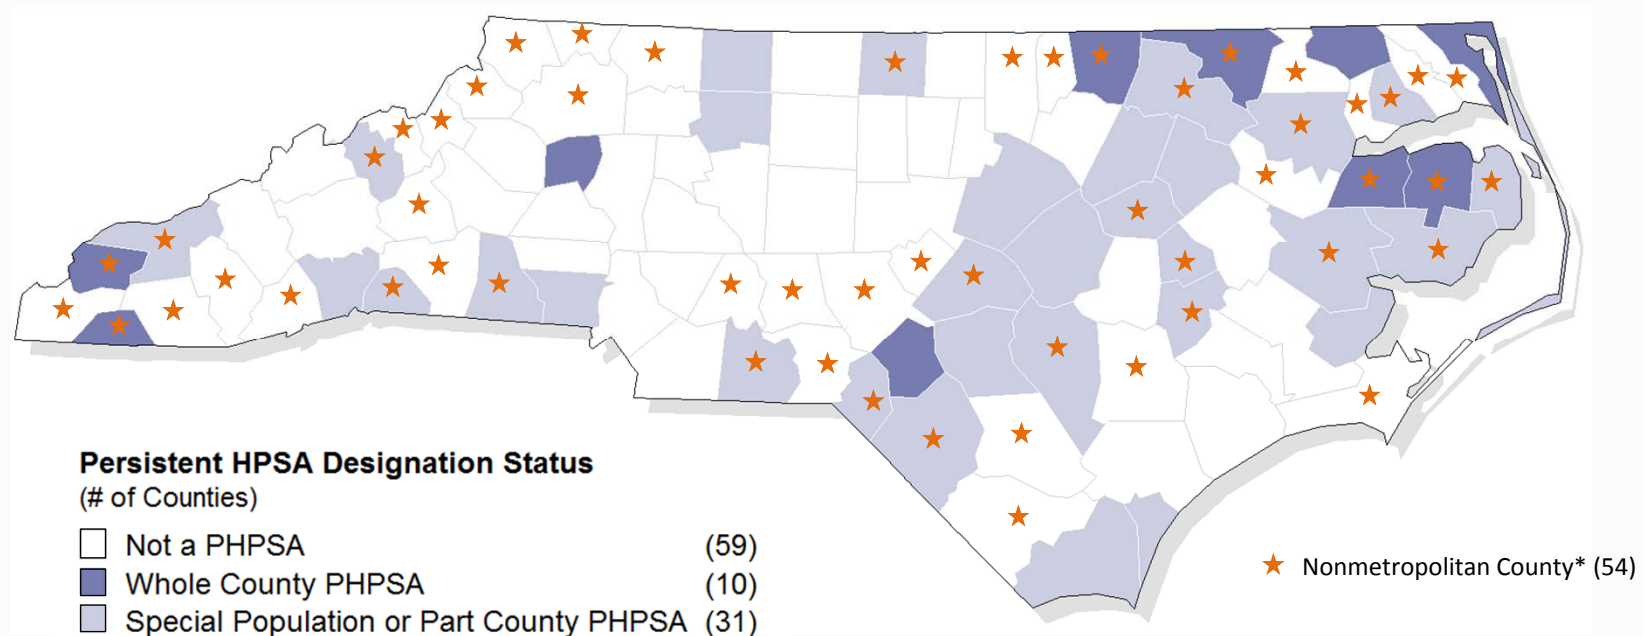 Persistent HPSA Designation Status
(# of Counties)
Not a PHPSA (59)
Whole County PHPSA (10)
Special Population or Part County PHPSA (31)
Nonmetropolitan County* (54)